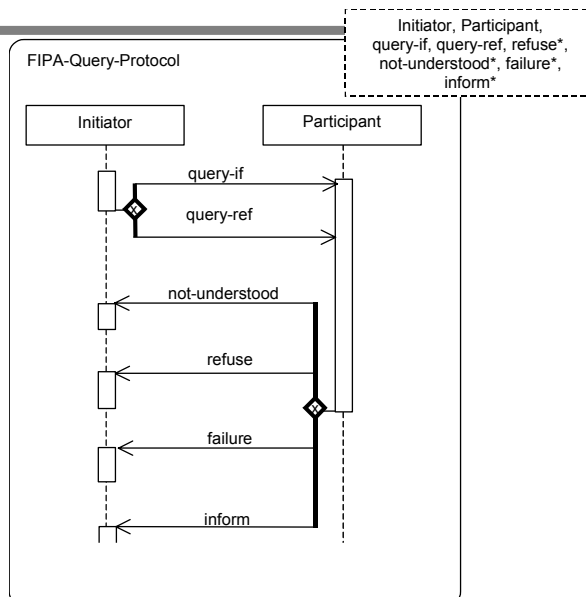 Initiator, Participant,
query-if, query-ref, refuse*,
not-understood*, failure*,
inform*
FIPA-Query-Protocol
Initiator
Participant
query-if
x
query-ref
not-understood
refuse
x
failure
inform